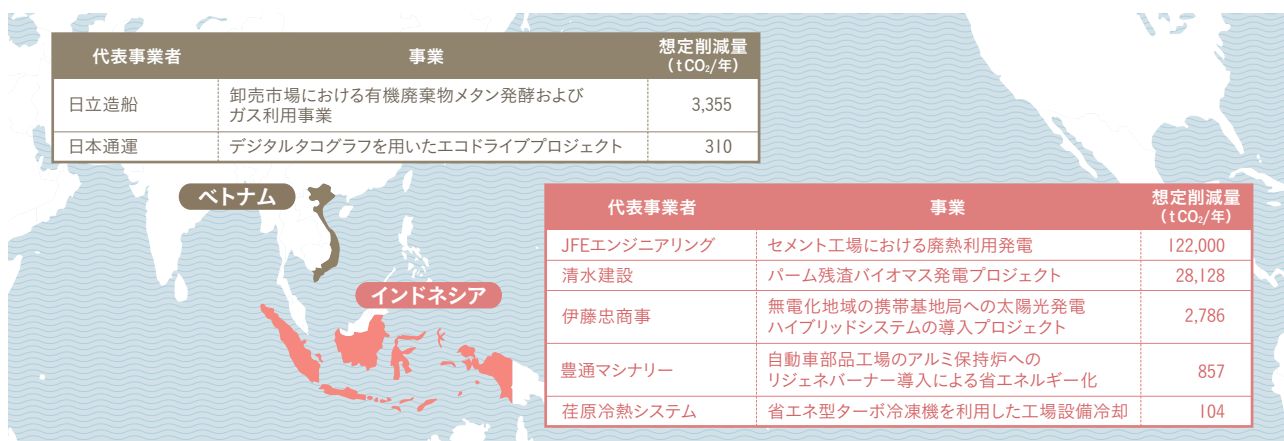 代表事業者 事業 想定削減量
(tCO₂/年)
日立造船 卸売市場における有機廃棄物メタン発酵および
ガス利用事業 3,355
日本通運 デジタルタコグラフを用いたエコドライブプロジェクト 310
ベトナム
インドネシア
代表事業者 事業 想定削減量
(tCO₂/年)
JFEエンジニアリング セメント工場における廃熱利用発電 122,000
清水建設 パーム残渣バイオマス発電プロジェクト 28,128
伊藤忠商事 無電化地域の携帯基地局への太陽光発電
ハイブリッドシステムの導入プロジェクト 2,786
豊通マシナリー 自動車部品工場のアルミ保持炉への
リジェネバーナー導入による省エネルギー化 857
荏原冷熱システム 省エネ型ターボ冷凍機を利用した工場設備冷却 104